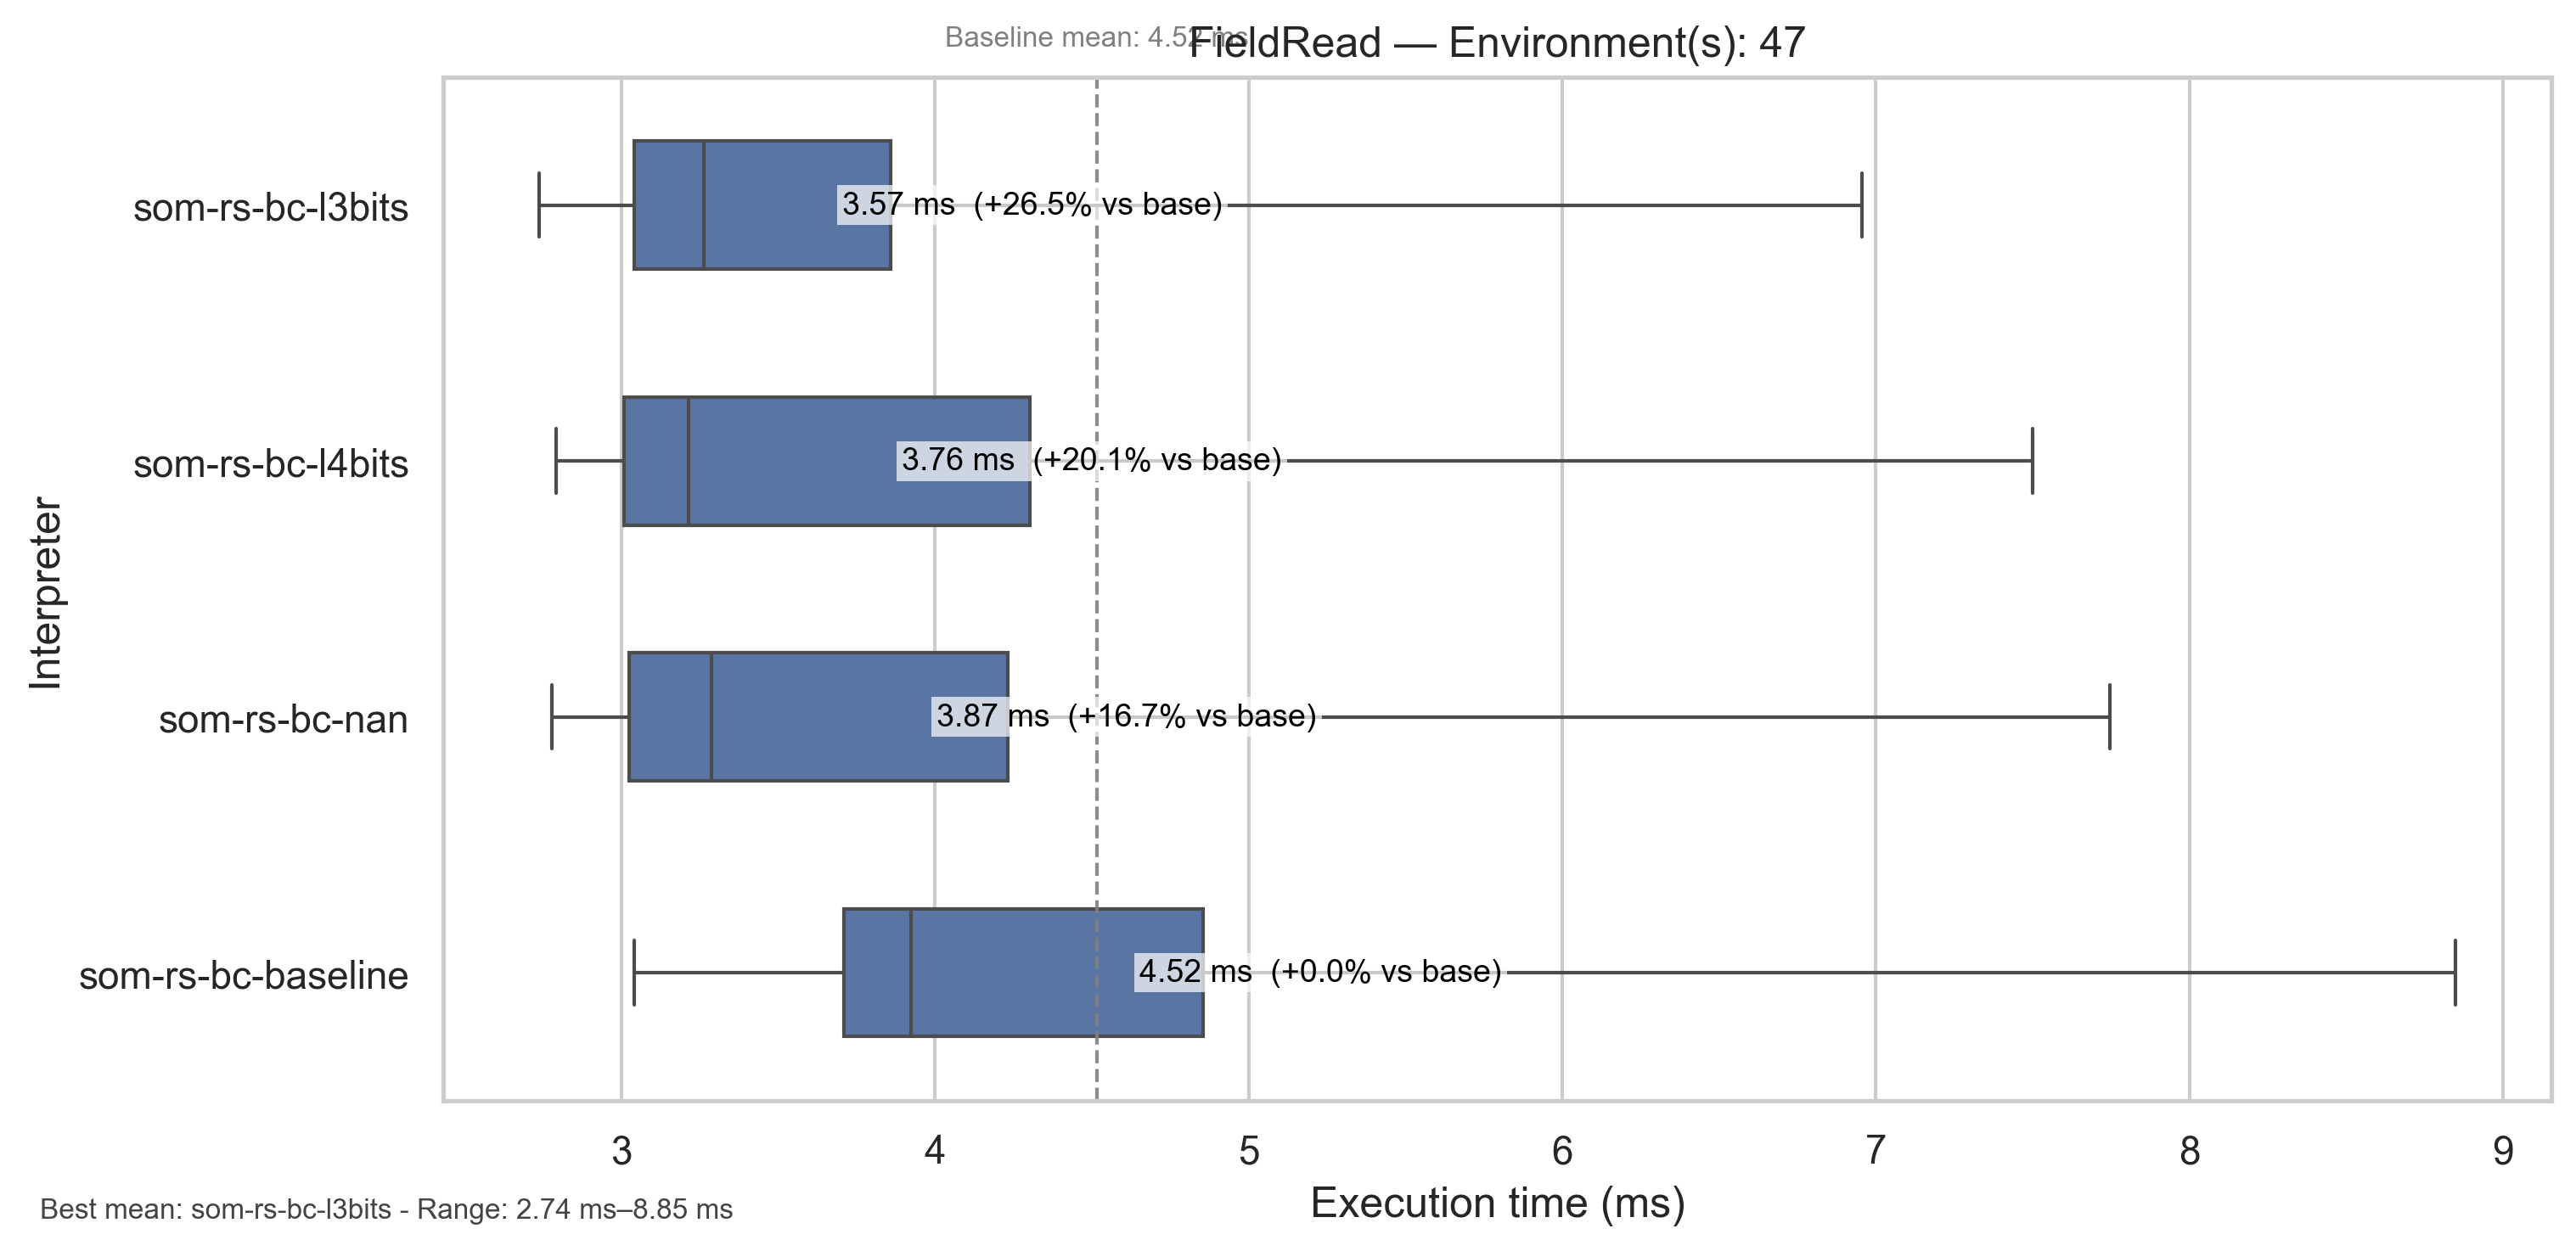 Baseline mean: 4.52 ms
FieldRead — Environment(s): 47
som-rs-bc-l3bits
3.57 ms (+26.5% vs base)
som-rs-bc-l4bits
3.76 ms (+20.1% vs base)
Interpreter
som-rs-bc-nan
3.87 ms (+16.7% vs base)
som-rs-bc-baseline
4.52 ms (+0.0% vs base)
3 4 5 6 7 8 9
Execution time (ms)
Best mean: som-rs-bc-l3bits - Range: 2.74 ms–8.85 ms